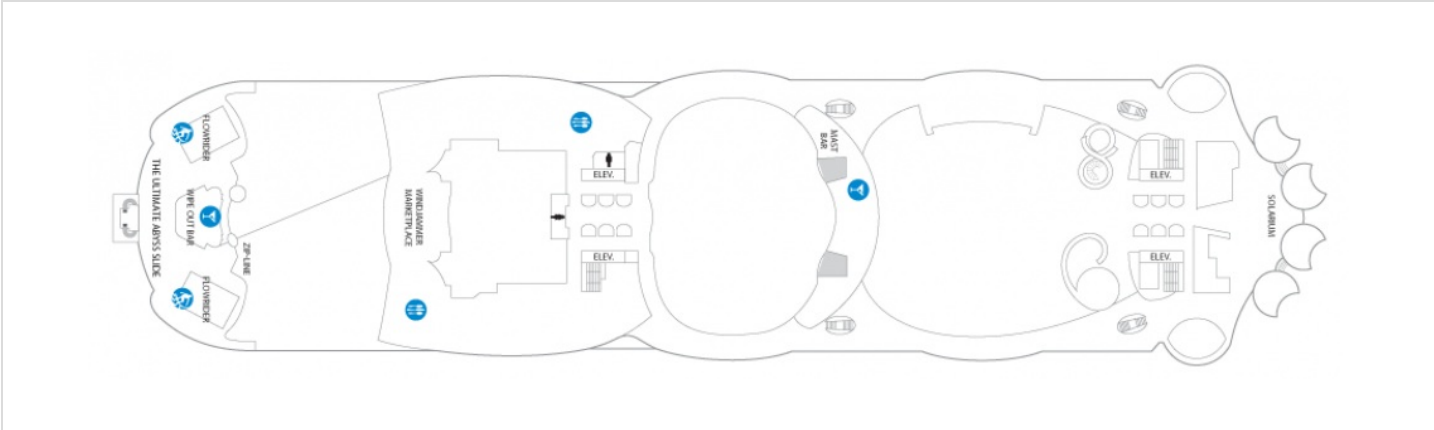 FLOWRIDER
THE ULTIMATE ABYSS SLIDE
WIPE OUT BAR
ZIP-LINE
FLOWRIDER
WINDJAMMER
MARKETPLACE
ELEV.
ELEV.
MAST
BAR
ELEV.
ELEV.
SOLARIUM